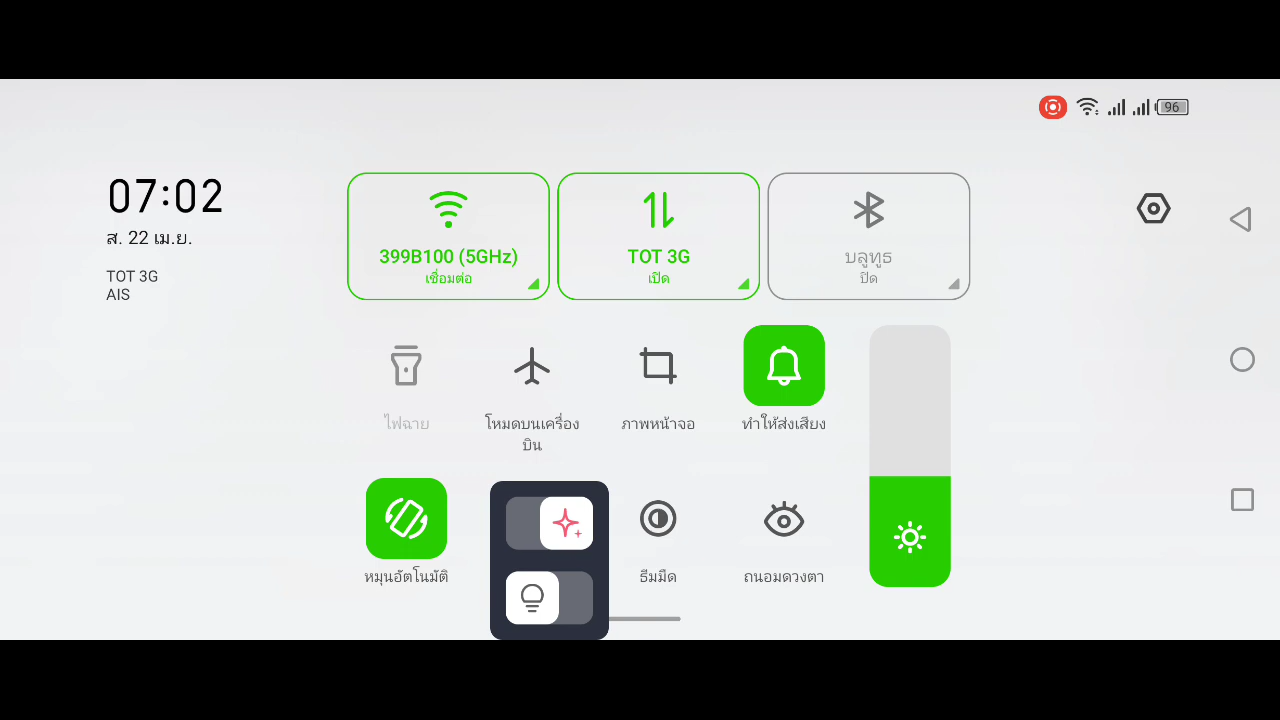 96
07:02
ส. 22 เม.ย.
TOT 3G
AIS
399B100 (5GHz)
เชื่อมต่อ
TOT 3G
เปิด
บลูทูธ
ปิด
ไฟฉาย
โหมดบนเครื่อง
บิน
ภาพหน้าจอ
ทำให้ส่งเสียง
หมุนอัตโนมัติ
ธีมมืด
ถนอมดวงตา